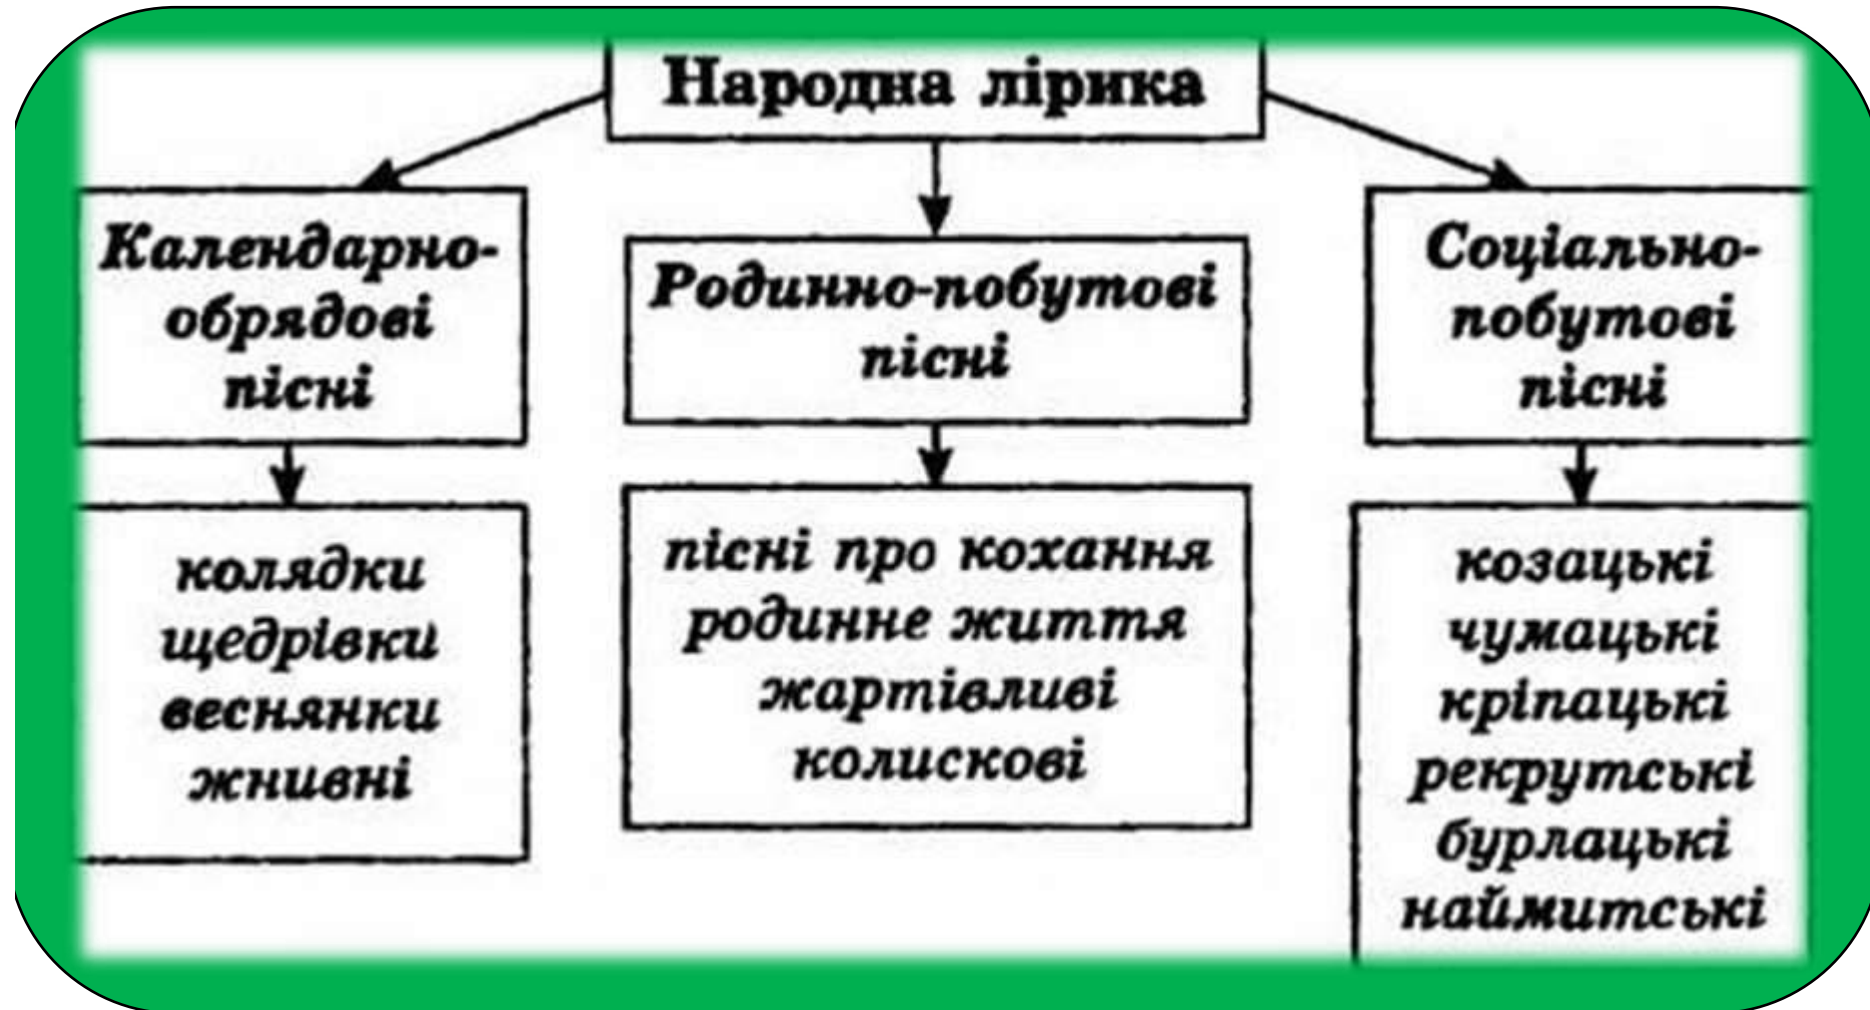 Народна лірика
Календарно-
обрядові
пісні
колядки
щедрівки
веснянки
жнивні
Родинно-побутові
пісні
пісні про кохання
родинне життя
жартівливі
колискові
Соціально-
побутові
пісні
козацькі
чумацькі
кріпацькі
рекрутські
бурлацькі
наймитські